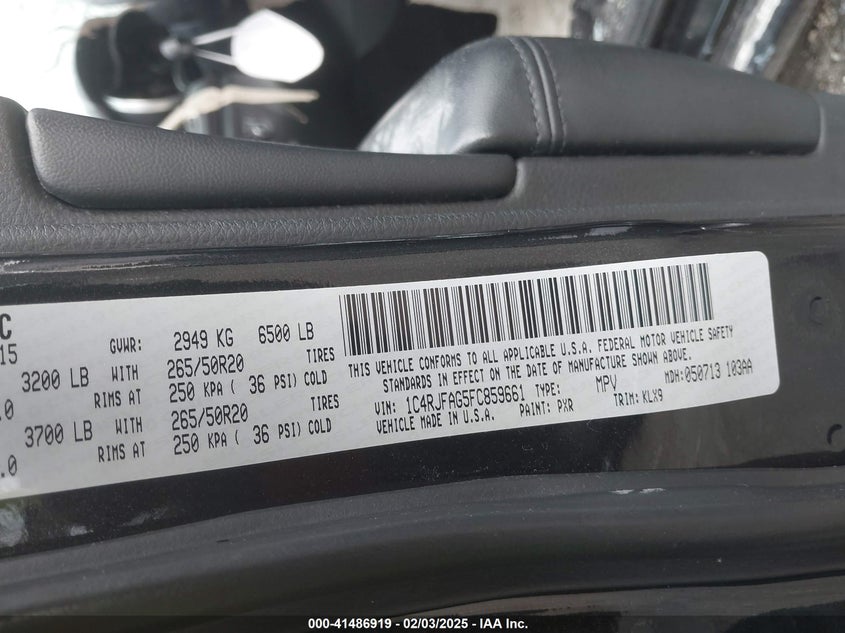 C
15
GVWR: 2949 KG 6500 LB
3200 LB WITH 265/50R20 TIRES
.0 RIMS AT 250 KPA ( 36 PSI) COLD
3700 LB WITH 265/50R20 TIRES
.0 RIMS AT 250 KPA ( 36 PSI) COLD
THIS VEHICLE CONFORMS TO ALL APPLICABLE U.S.A. FEDERAL MOTOR VEHICLE SAFETY
STANDARDS IN EFFECT ON THE DATE OF MANUFACTURE SHOWN ABOVE.
VIN: 1C4RJFAG5FC859661 TYPE: MPV MDH:050713 103AA
VEHICLE MADE IN U.S.A. PAINT: PXR TRIM: KLX9
000-41486919 - 02/03/2025 - IAA Inc.